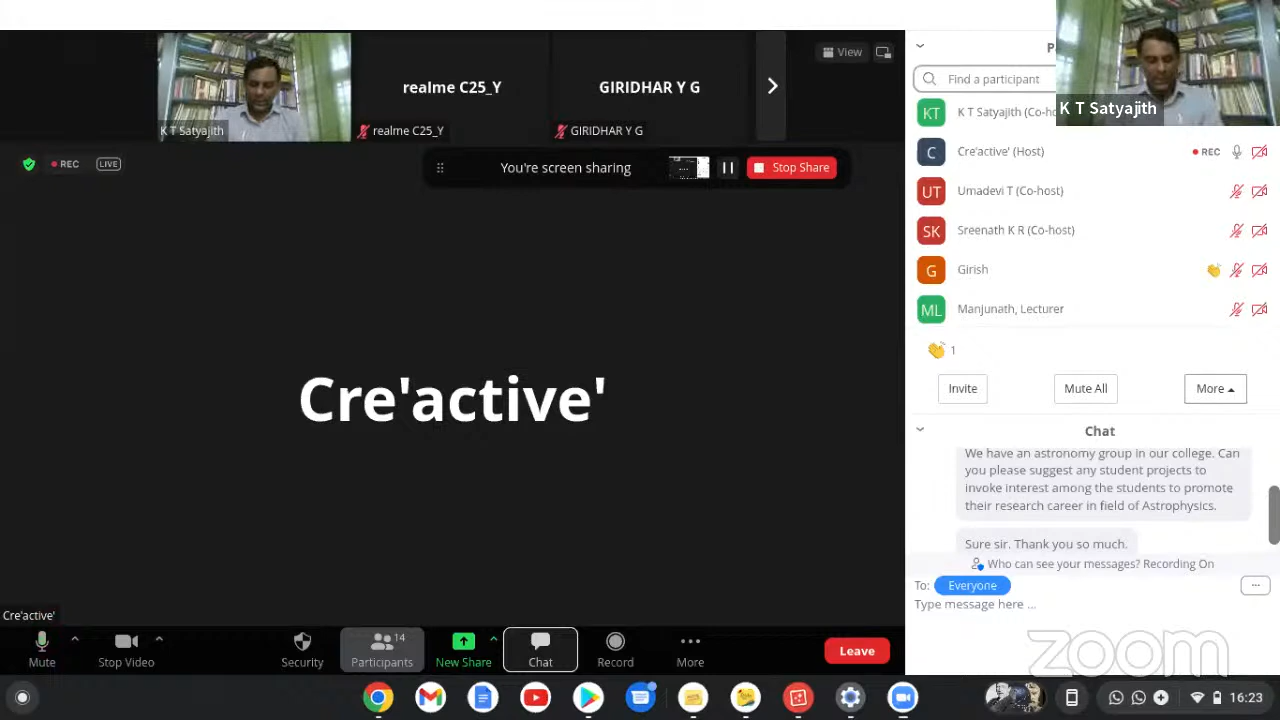 realme C25_Y
GIRIDHAR Y G
View
K T Satyajith
realme C25_Y
GIRIDHAR Y G
REC
LIVE
You're screen sharing
Stop Share
Cre'active'
Cre'active'
Mute
Stop Video
Security
Participants
14
New Share
Chat
Record
More
Leave
Find a participant
K T Satyajith
KT
K T Satyajith
C
Cre'active' (Host)
REC
UT
Umadevi T (Co-host)
SK
Sreenath K R (Co-host)
G
Girish
ML
Manjunath, Lecturer
1
Invite
Mute All
More
Chat
We have an astronomy group in our college. Can
you please suggest any student projects to
invoke interest among the students to promote
their research career in field of Astrophysics.
Sure sir. Thank you so much.
Who can see your messages? Recording On
To: Everyone
Type message here ...
zoom
16:23